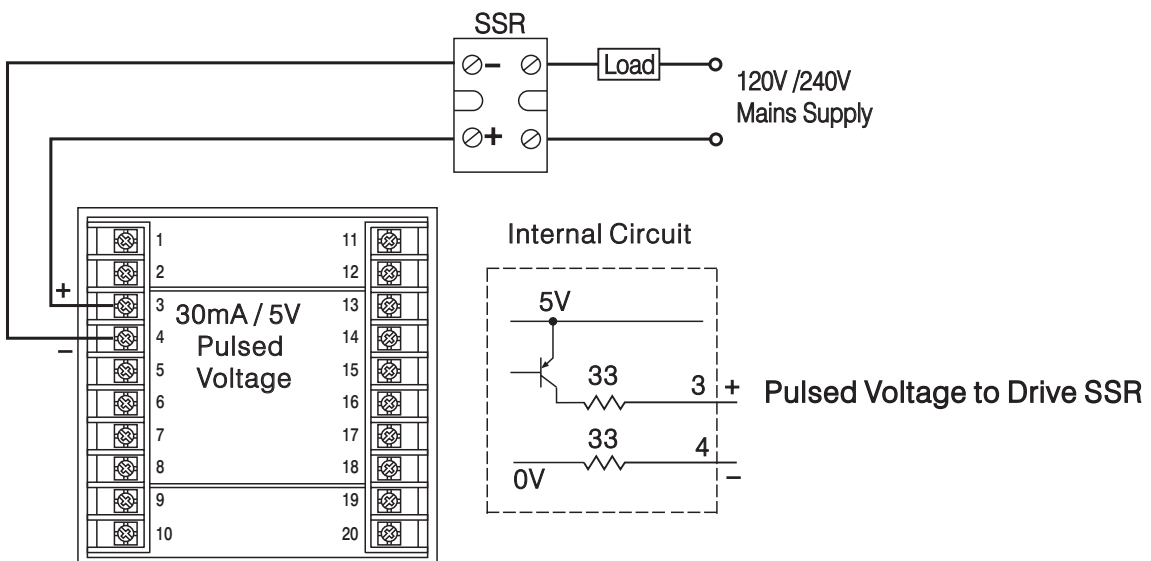 SSR
−
Load
120V /240V
Mains Supply
+
1
2
+
3
4
−
5
6
7
8
9
10
30mA / 5V
Pulsed
Voltage
11
12
13
14
15
16
17
18
19
20
Internal Circuit
5V
33
3 +
Pulsed Voltage to Drive SSR
33
4
−
0V